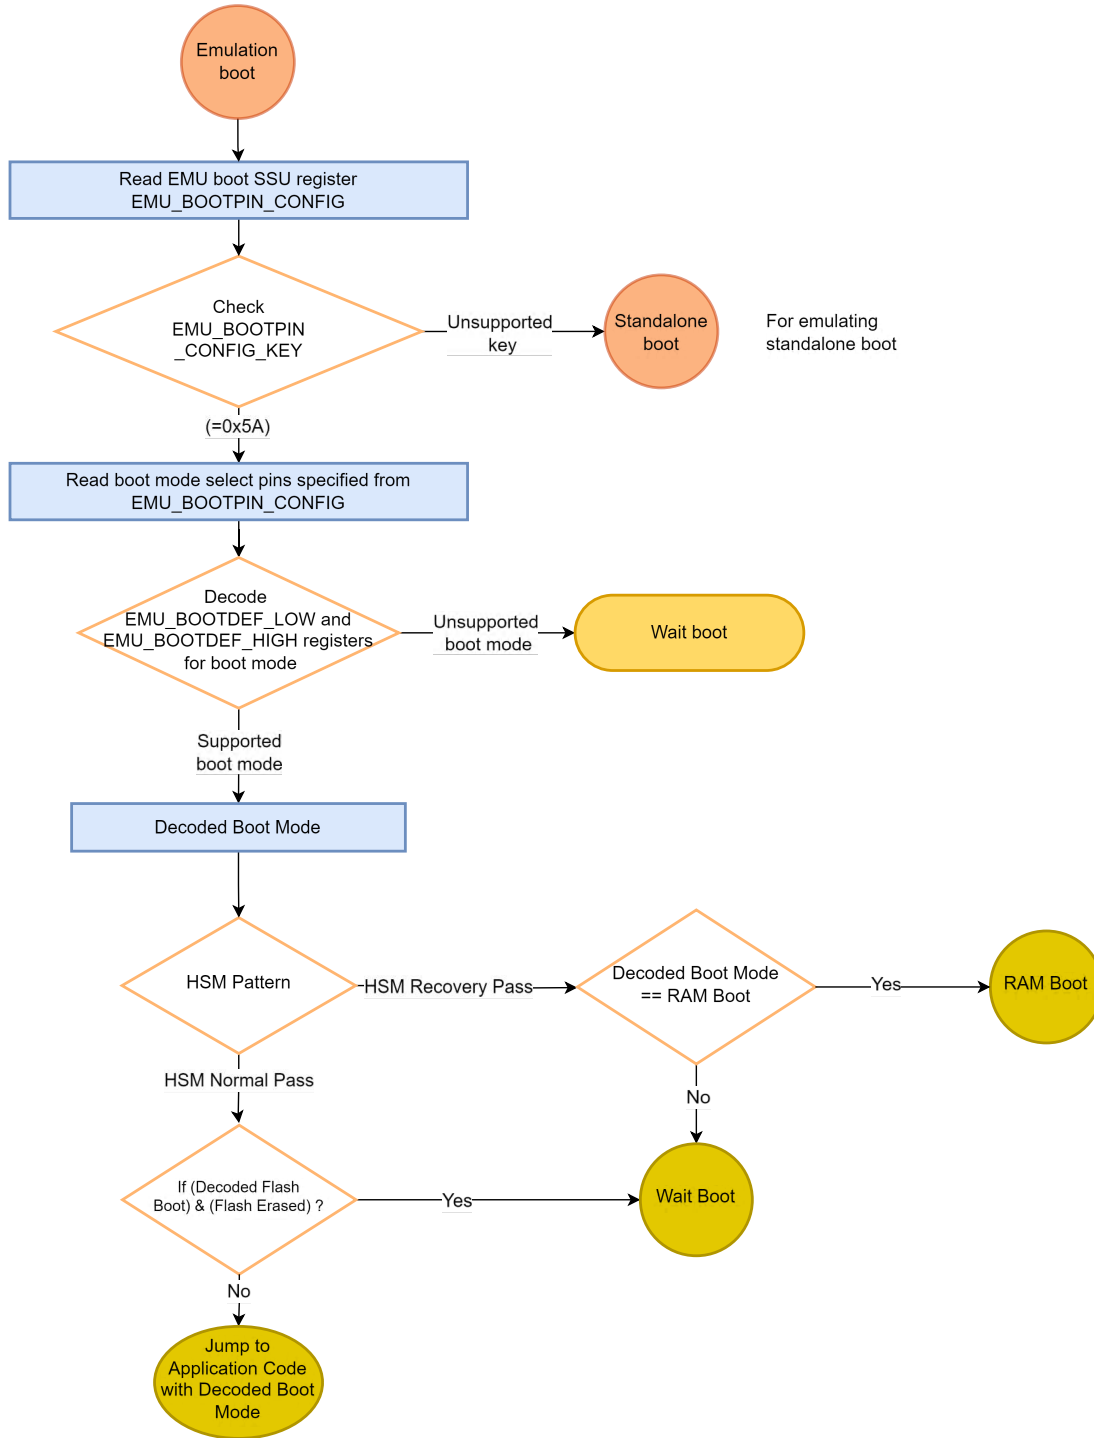 Emulation
boot
Read EMU boot SSU register
EMU_BOOTPIN_CONFIG
Check
EMU_BOOTPIN
_CONFIG_KEY
Unsupported
key
Standalone
boot
For emulating
standalone boot
(=0x5A)
Read boot mode select pins specified from
EMU_BOOTPIN_CONFIG
Decode
EMU_BOOTDEF_LOW and
EMU_BOOTDEF_HIGH registers
for boot mode
Unsupported
boot mode
Wait boot
Supported
boot mode
Decoded Boot Mode
HSM Pattern
HSM Recovery Pass
Decoded Boot Mode
== RAM Boot
Yes
RAM Boot
HSM Normal Pass
No
If (Decoded Flash
Boot) & (Flash Erased) ?
Yes
Wait Boot
No
Jump to
Application Code
with Decoded Boot
Mode